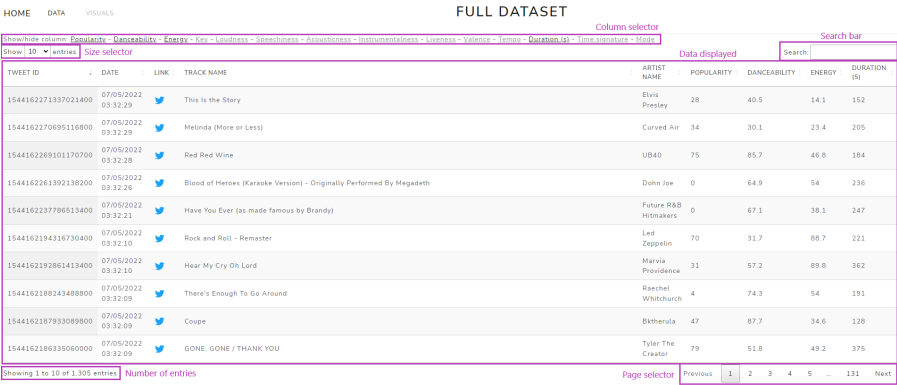 HOME DATA VISUALS
FULL DATASET
Column selector
Show/hide column: Popularity - Danceability - Energy - Key - Loudness - Speechiness - Acousticness - Instrumentalness - Liveness - Valence - Tempo - Duration (s) - Time signature - Mode
Search bar
Show 10 entries
Size selector
Data displayed
Search:
TWEET ID DATE LINK TRACK NAME ARTIST NAME POPULARITY DANCEABILITY ENERGY DURATION (S)
1544162271337021400 07/05/2022 03:32:29 This Is the Story Elvis Presley 28 40.5 14.1 152
1544162270695116800 07/05/2022 03:32:29 Melinda (More or Less) Curved Air 34 30.1 23.4 205
1544162269101170700 07/05/2022 03:32:28 Red Red Wine UB40 75 85.7 46.8 184
1544162261392138200 07/05/2022 03:32:26 Blood of Heroes (Karaoke Version) - Originally Performed By Megadeth Dohn Joe 0 64.9 54 236
1544162237786513400 07/05/2022 03:32:21 Have You Ever (as made famous by Brandy) Future R&B Hitmakers 0 67.1 38.1 247
1544162194316730400 07/05/2022 03:32:10 Rock and Roll - Remaster Led Zeppelin 70 31.7 88.7 221
1544162192861413400 07/05/2022 03:32:10 Hear My Cry Oh Lord Marvia Providence 31 57.2 89.8 362
1544162188243488800 07/05/2022 03:32:09 There's Enough To Go Around Raechel Whitchurch 4 74.3 54 191
1544162187933089800 07/05/2022 03:32:09 Coupe Bktherula 47 87.7 34.6 128
1544162186335060000 07/05/2022 03:32:09 GONE, GONE / THANK YOU Tyler The Creator 79 51.8 49.2 375
Showing 1 to 10 of 1,305 entries
Number of entries
Page selector
Previous 1 2 3 4 5 ... 131 Next